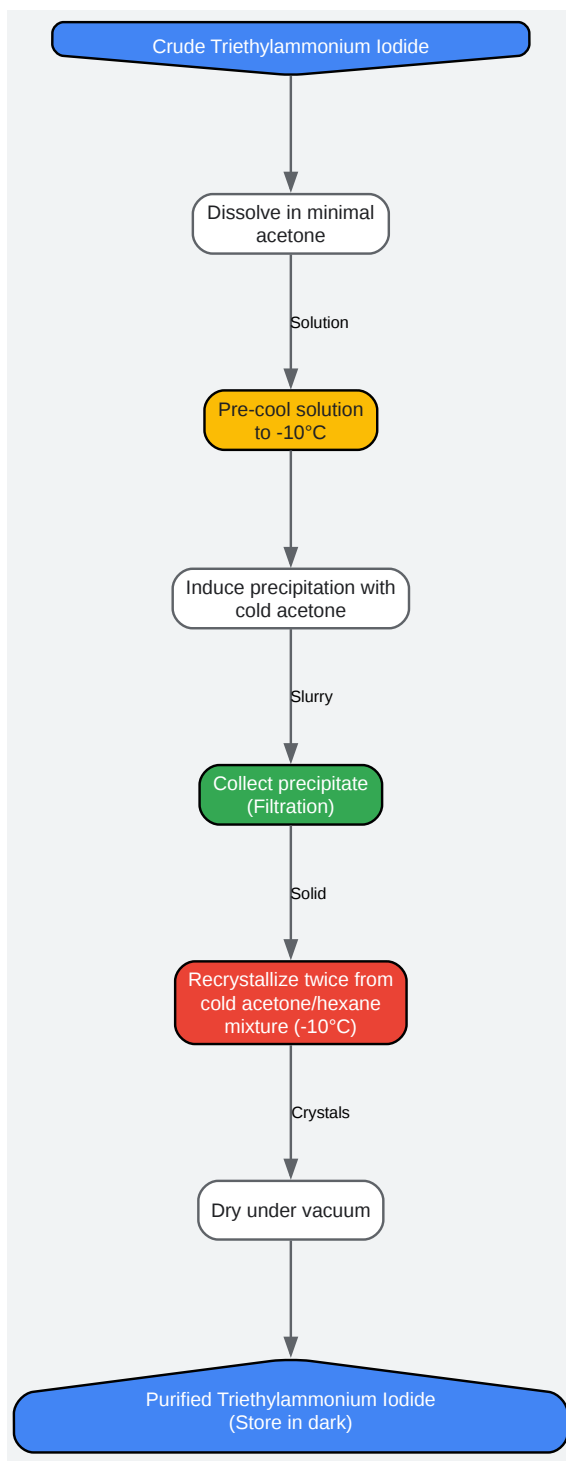 Crude Triethylammonium Iodide
Dissolve in minimal
acetone
Solution
Pre-cool solution
to -10°C
Induce precipitation with
cold acetone
Slurry
Collect precipitate
(Filtration)
Solid
Recrystallize twice from
cold acetone/hexane
mixture (-10°C)
Crystals
Dry under vacuum
Purified Triethylammonium Iodide
(Store in dark)